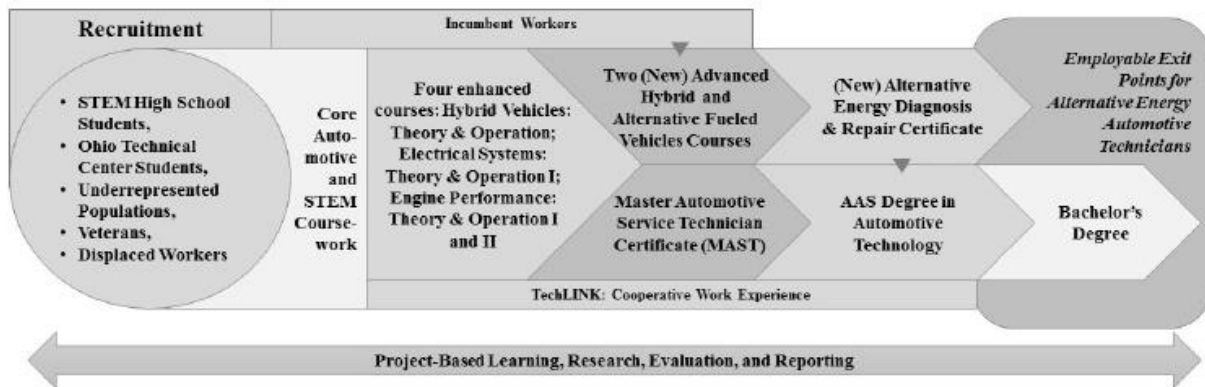 Recruitment
Incumbent Workers
• STEM High School
Students,
• Ohio Technical
Center Students,
• Underrepresented
Populations,
• Veterans,
• Displaced Workers
Core
Auto-
motive
and
STEM
Course-
work
Four enhanced
courses: Hybrid Vehicles:
Theory & Operation;
Electrical Systems:
Theory & Operation I;
Engine Performance:
Theory & Operation I
and II
Two (New) Advanced
Hybrid and
Alternative Fueled
Vehicles Courses
Master Automotive
Service Technician
Certificate (MAST)
(New) Alternative
Energy Diagnosis
& Repair Certificate
AAS Degree in
Automotive
Technology
Employable Exit
Points for
Alternative Energy
Automotive
Technicians
Bachelor's
Degree
TechLINK: Cooperative Work Experience
Project-Based Learning, Research, Evaluation, and Reporting